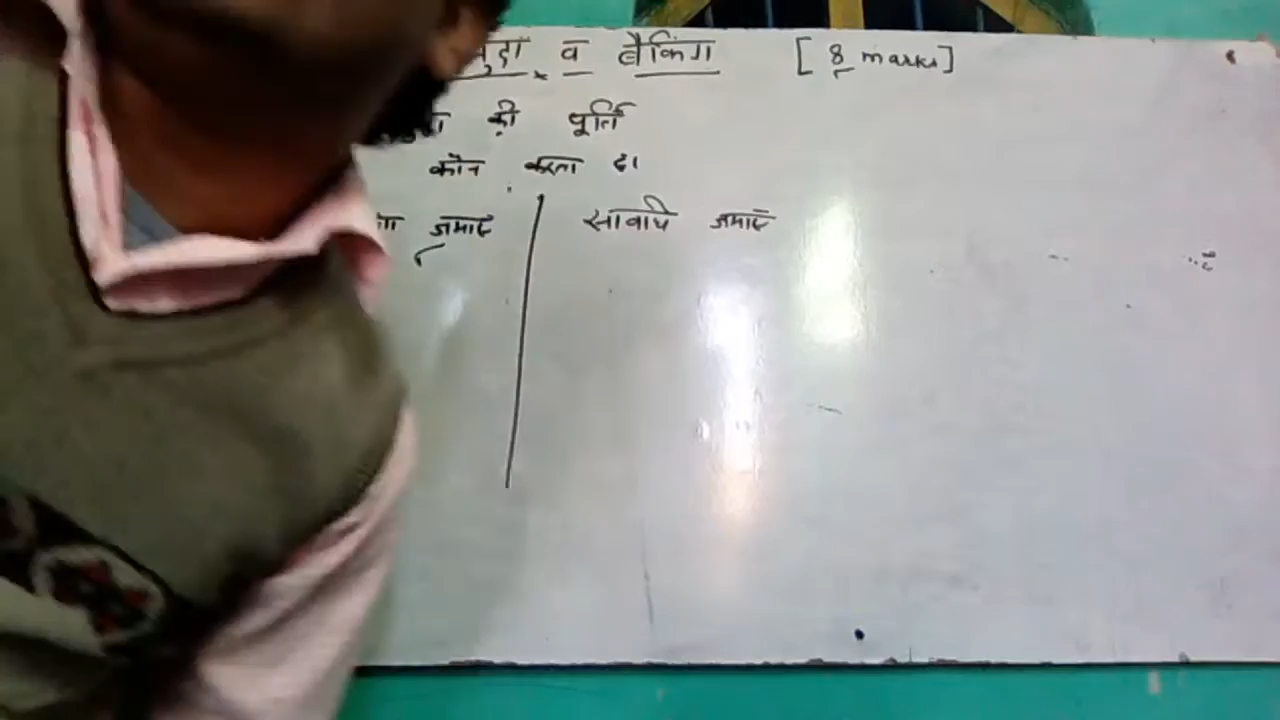 मुद्रा व बैंकिंग [ 8 marks ]
की पूर्ति
कौन करता है।
जमाएँ सावधि जमाएँ